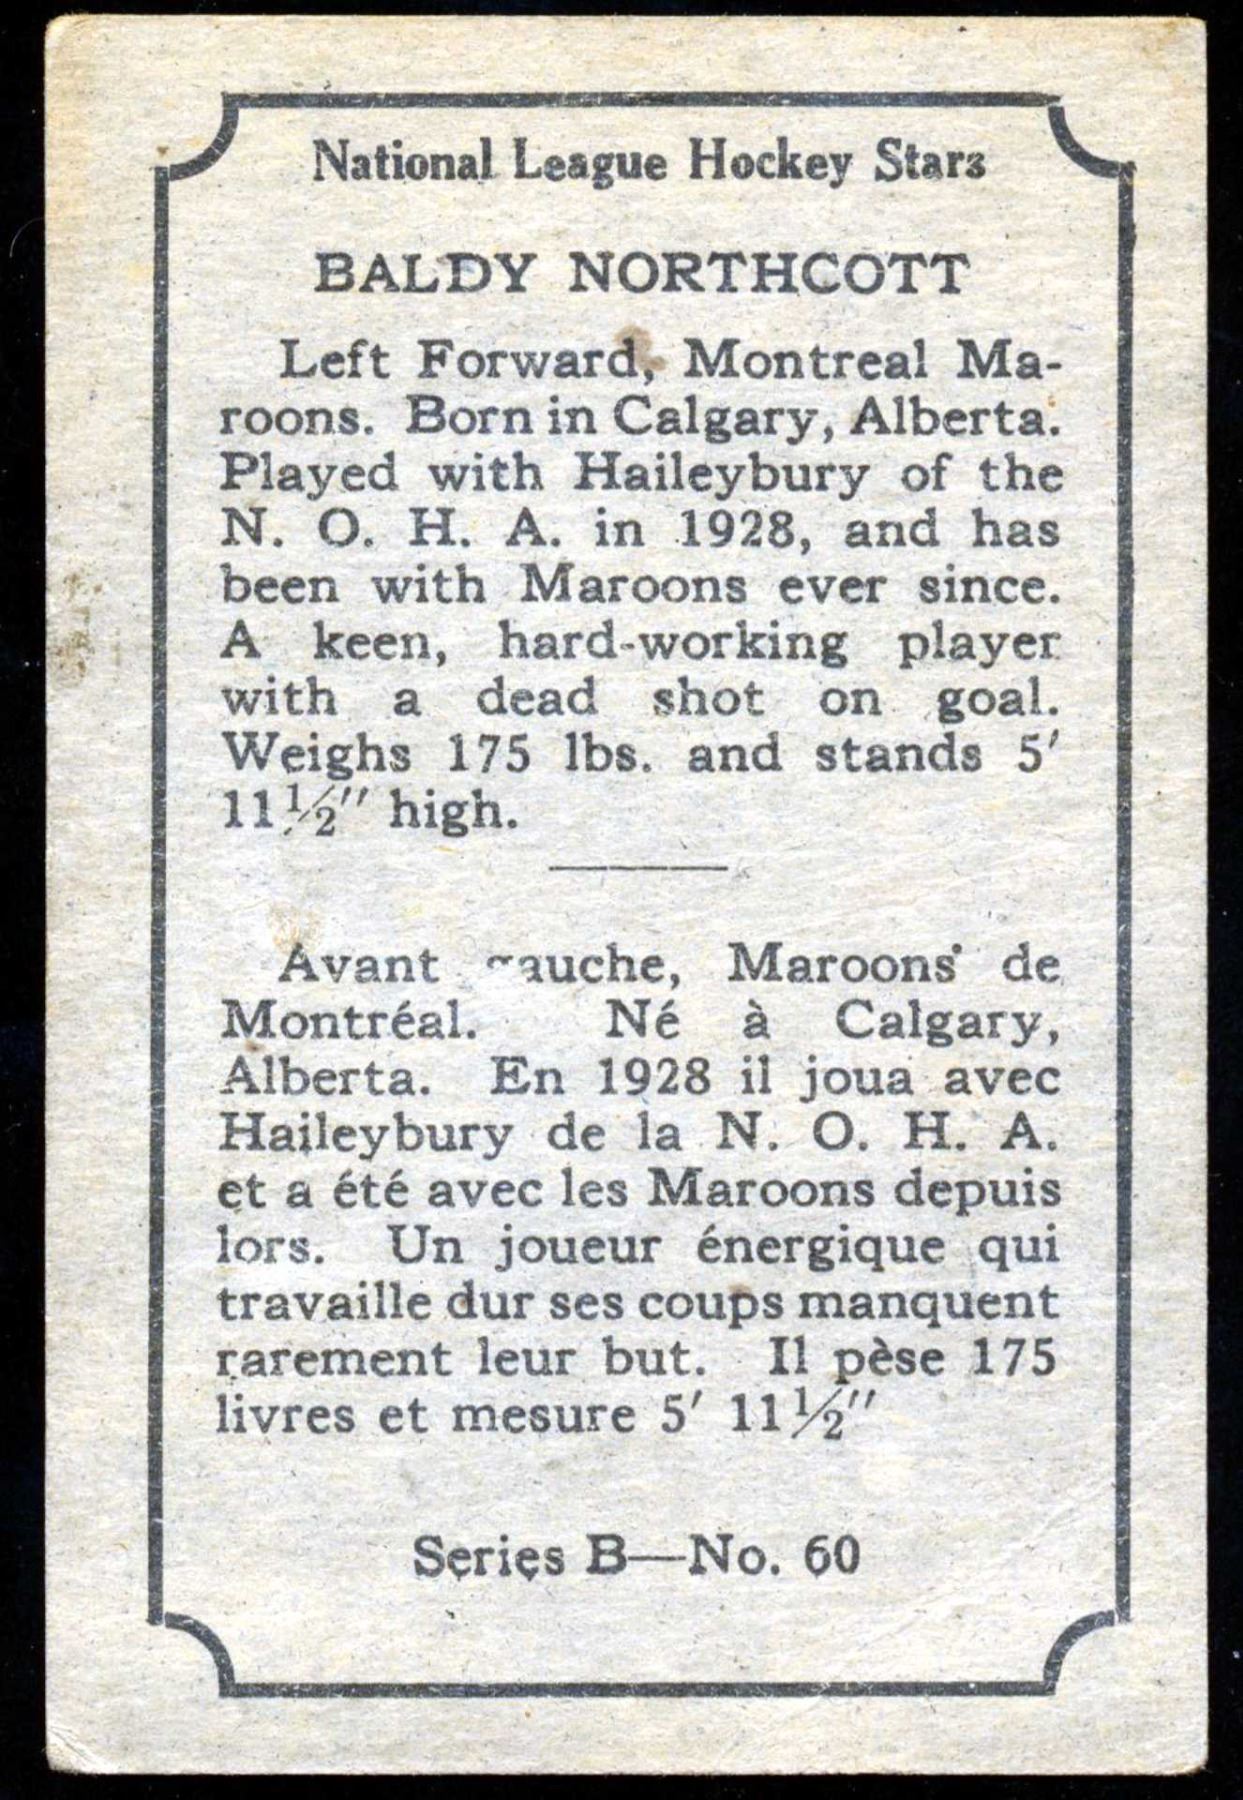 National League Hockey Stars
BALDY NORTHCOTT
Left Forward, Montreal Ma-
roons. Born in Calgary, Alberta.
Played with Haileybury of the
N. O. H. A. in 1928, and has
been with Maroons ever since.
A keen, hard-working player
with a dead shot on goal.
Weighs 175 lbs. and stands 5′
11½″ high.
Avant gauche, Maroons de
Montréal. Né à Calgary,
Alberta. En 1928 il joua avec
Haileybury de la N. O. H. A.
et a été avec les Maroons depuis
lors. Un joueur énergique qui
travaille dur ses coups manquent
rarement leur but. Il pèse 175
livres et mesure 5′ 11½″
Series B—No. 60